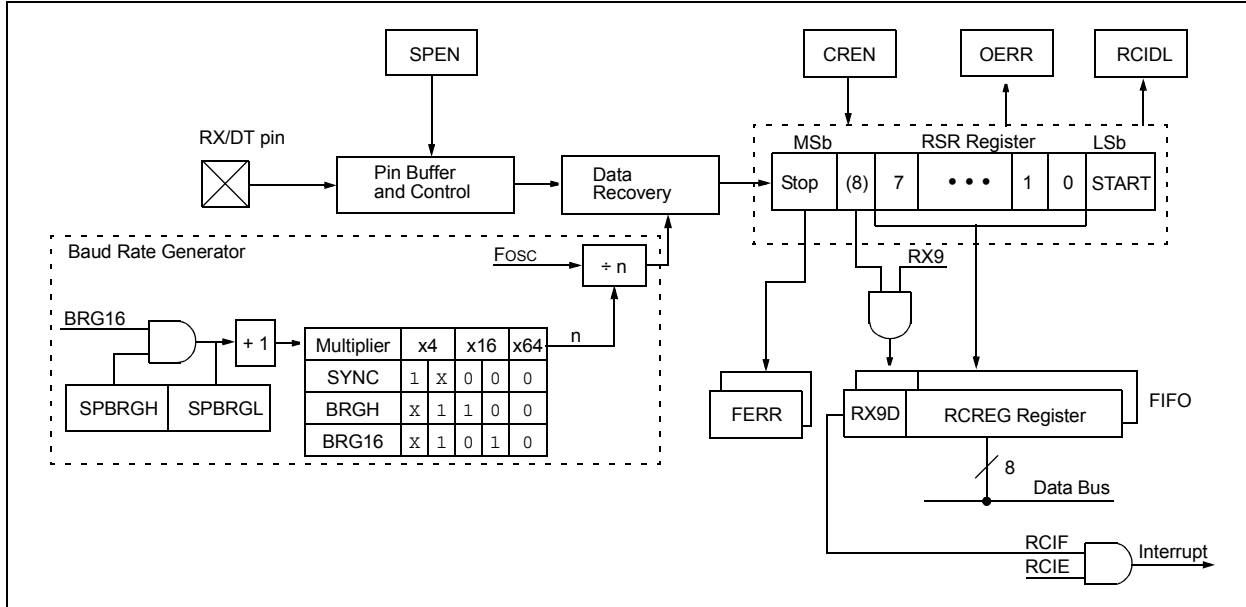 SPEN
CREN
OERR
RCIDL
RX/DT pin
Pin Buffer
and Control
Data
Recovery
MSb
RSR Register
LSb
Stop (8) 7 • • • 1 0 START
Baud Rate Generator
FOSC
÷ n
RX9
BRG16
+ 1
n
SPBRGH SPBRGL
Multiplier x4 x16 x64
SYNC 1 X 0 0 0
BRGH X 1 1 0 0
BRG16 X 1 0 1 0
FERR
RX9D RCREG Register
FIFO
8
Data Bus
RCIF
RCIE
Interrupt